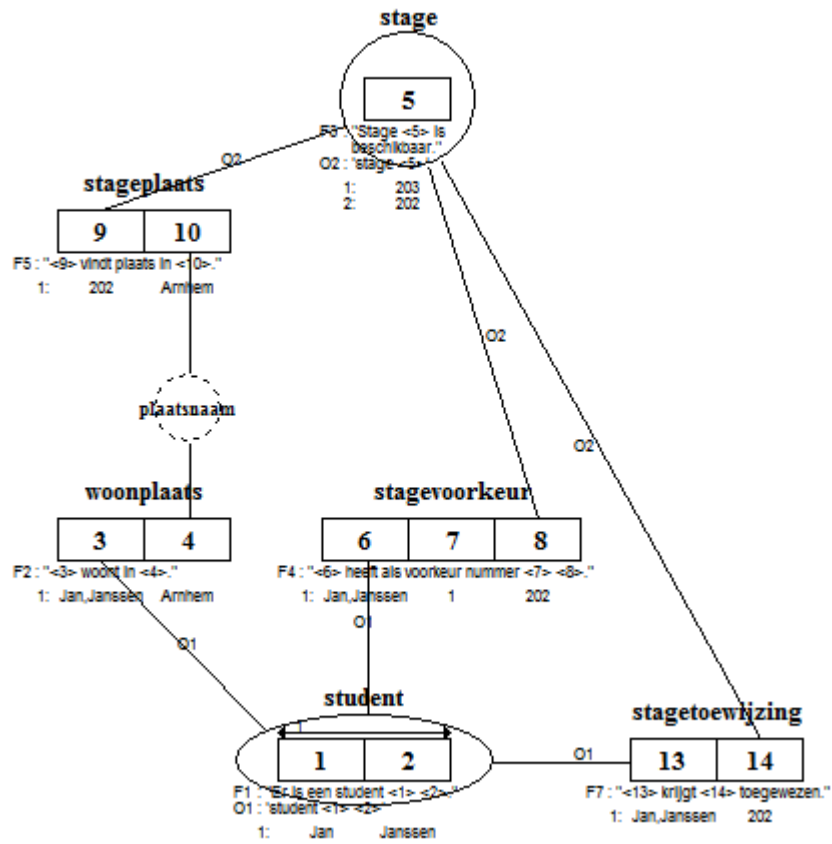 stage
5
F3 : "Stage <5> is
beschikbaar."
O2 : 'stage <5>'
1: 203
2: 202
O2
stageplaats
9 10
F5 : "<9> vindt plaats in <10>."
1: 202 Arnhem
O2
plaatsnaam
O2
woonplaats
3 4
F2 : "<3> woont in <4>."
1: Jan,Janssen Arnhem
stagevoorkeur
6 7 8
F4 : "<6> heeft als voorkeur nummer <7> <8>."
1: Jan,Janssen 1 202
O1
O1
student
1
1 2
F1 : "Er is een student <1> <2>."
O1 : 'student <1> <2>'
1: Jan Janssen
O1
stagetoewijzing
13 14
F7 : "<13> krijgt <14> toegewezen."
1: Jan,Janssen 202